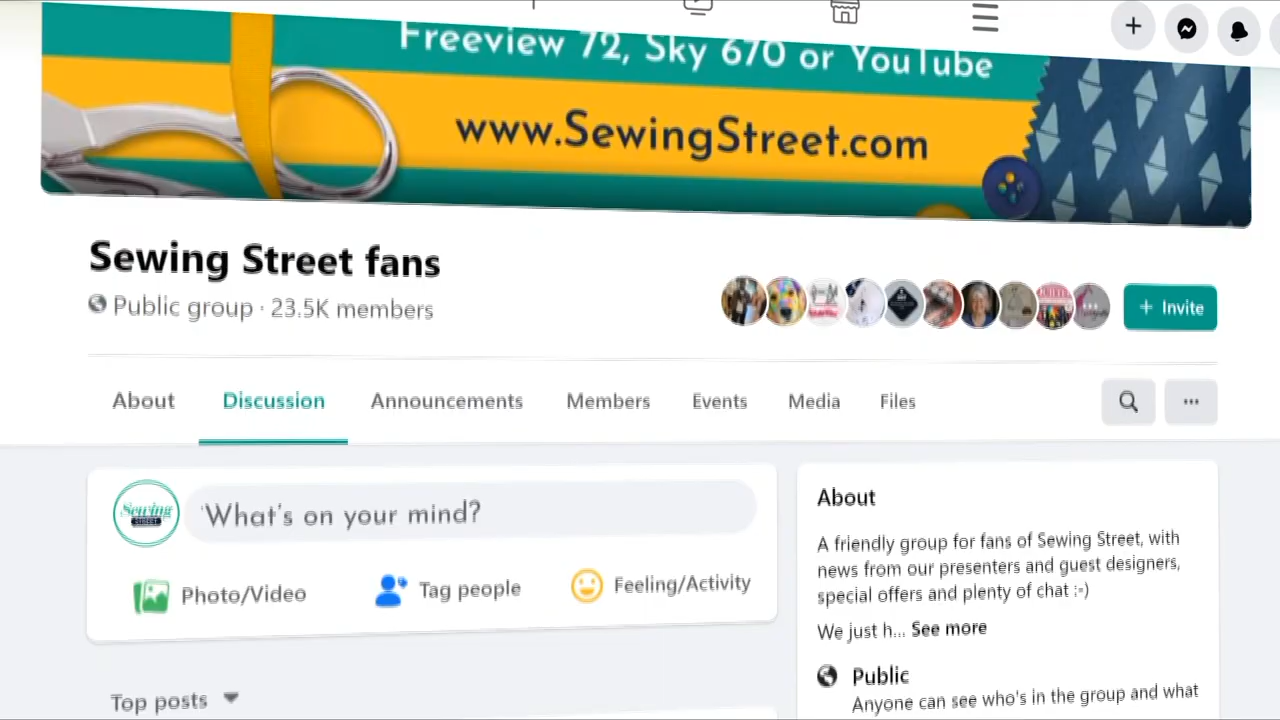 Freeview 72, Sky 670 or YouTube
www.SewingStreet.com
Sewing Street fans
Public group · 23.5K members
+ Invite
About
Discussion
Announcements
Members
Events
Media
Files
Sewing
STREET
What's on your mind?
Photo/Video
Tag people
Feeling/Activity
Top posts
About
A friendly group for fans of Sewing Street, with
news from our presenters and guest designers,
special offers and plenty of chat :=)
We just h... See more
Public
Anyone can see who's in the group and what